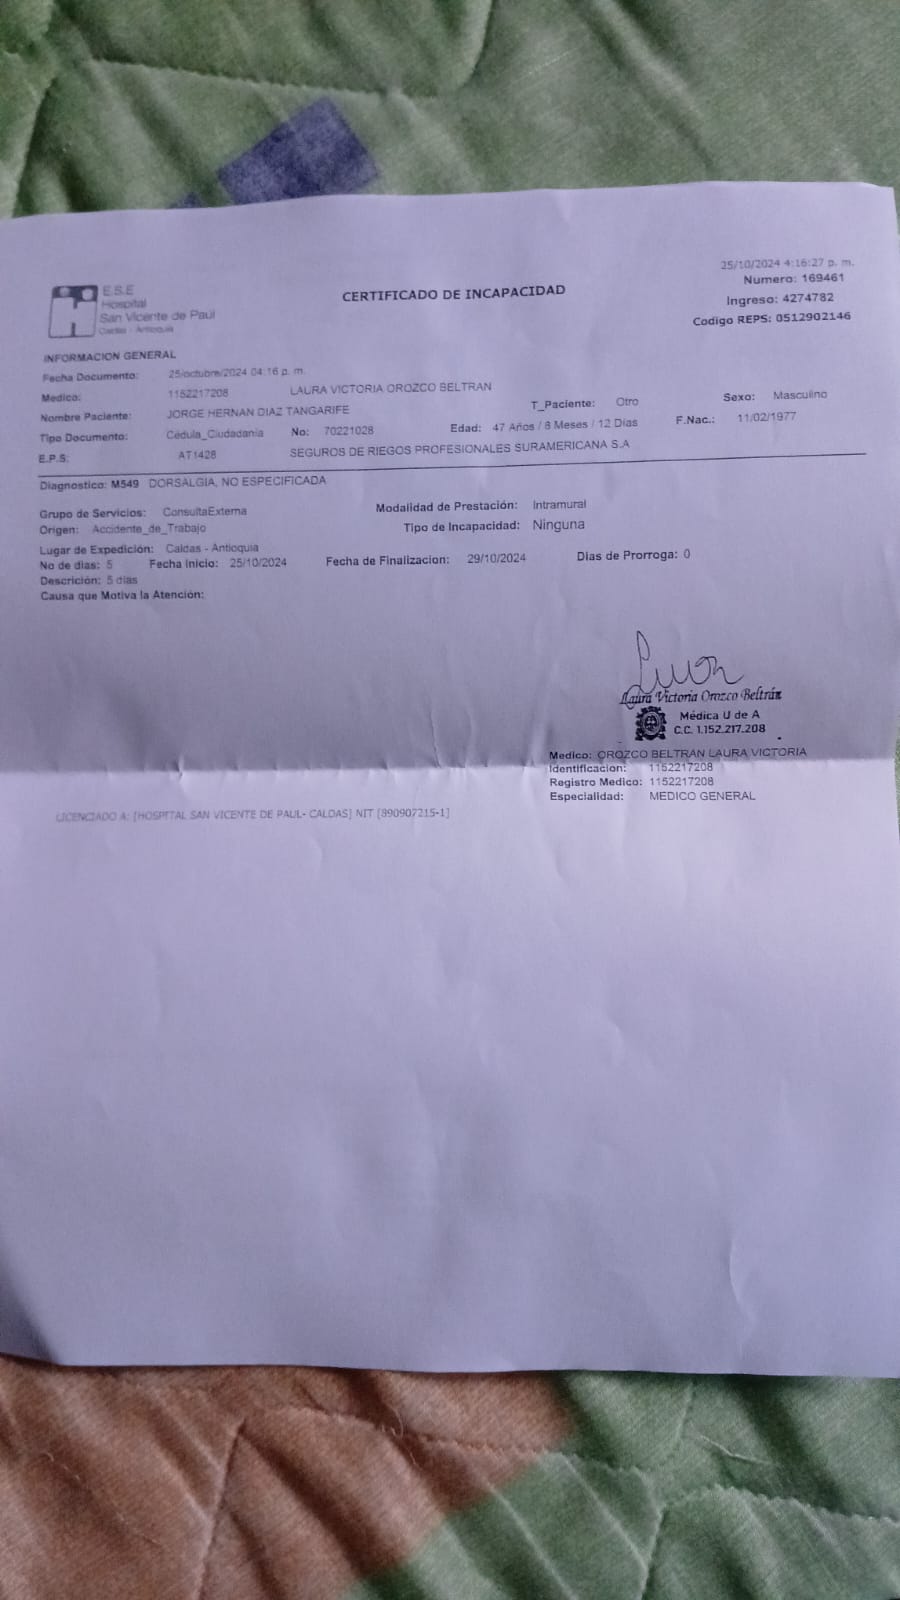 25/10/2024 4:16:27 p. m.
E.S.E
Hospital
San Vicente de Paul
Caldas - Antioquia
CERTIFICADO DE INCAPACIDAD
Numero: 169461
Ingreso: 4274782
Codigo REPS: 0512902146
INFORMACION GENERAL
Fecha Documento: 25/octubre/2024 04:16 p. m.
Medico: 1152217208 LAURA VICTORIA OROZCO BELTRAN
Nombre Paciente: JORGE HERNAN DIAZ TANGARIFE T_Paciente: Otro Sexo: Masculino
Tipo Documento: Cedula_Ciudadania No: 70221028 Edad: 47 Años / 8 Meses / 12 Dias F.Nac.: 11/02/1977
E.P.S: AT1428 SEGUROS DE RIEGOS PROFESIONALES SURAMERICANA S.A
Diagnostico: M549 DORSALGIA, NO ESPECIFICADA
Grupo de Servicios: ConsultaExterna Modalidad de Prestación: Intramural
Origen: Accidente_de_Trabajo Tipo de Incapacidad: Ninguna
Lugar de Expedición: Caldas - Antioquia
No de dias: 5 Fecha Inicio: 25/10/2024 Fecha de Finalizacion: 29/10/2024 Dias de Prorroga: 0
Descrición: 5 dias
Causa que Motiva la Atención:
Laura Victoria Orozco Beltrán
Médica U de A
C.C. 1.152.217.208
Medico: OROZCO BELTRAN LAURA VICTORIA
Identificacion: 1152217208
Registro Medico: 1152217208
Especialidad: MEDICO GENERAL
LICENCIADO A: [HOSPITAL SAN VICENTE DE PAUL- CALDAS] NIT [890907215-1]